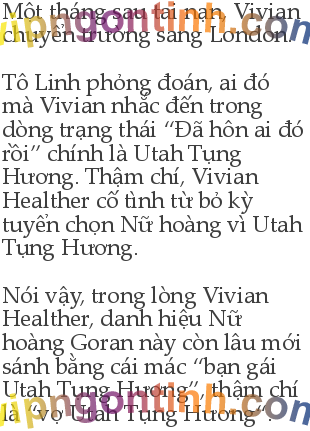 Một tháng sau tai nạn, Vivian
chuyển trường sang London.
Tô Linh phỏng đoán, ai đó
mà Vivian nhắc đến trong
dòng trạng thái “Đã hôn ai đó
rồi” chính là Utah Tụng
Hương. Thậm chí, Vivian
Healther cố tình từ bỏ kỳ
tuyển chọn Nữ hoàng vì Utah
Tụng Hương.
Nói vậy, trong lòng Vivian
Healther, danh hiệu Nữ
hoàng Goran này còn lâu mới
sánh bằng cái mác “bạn gái
Utah Tụng Hương”, thậm chí
là “vợ Utah Tụng Hương”.
vipngontinh.com
vipngontinh.com